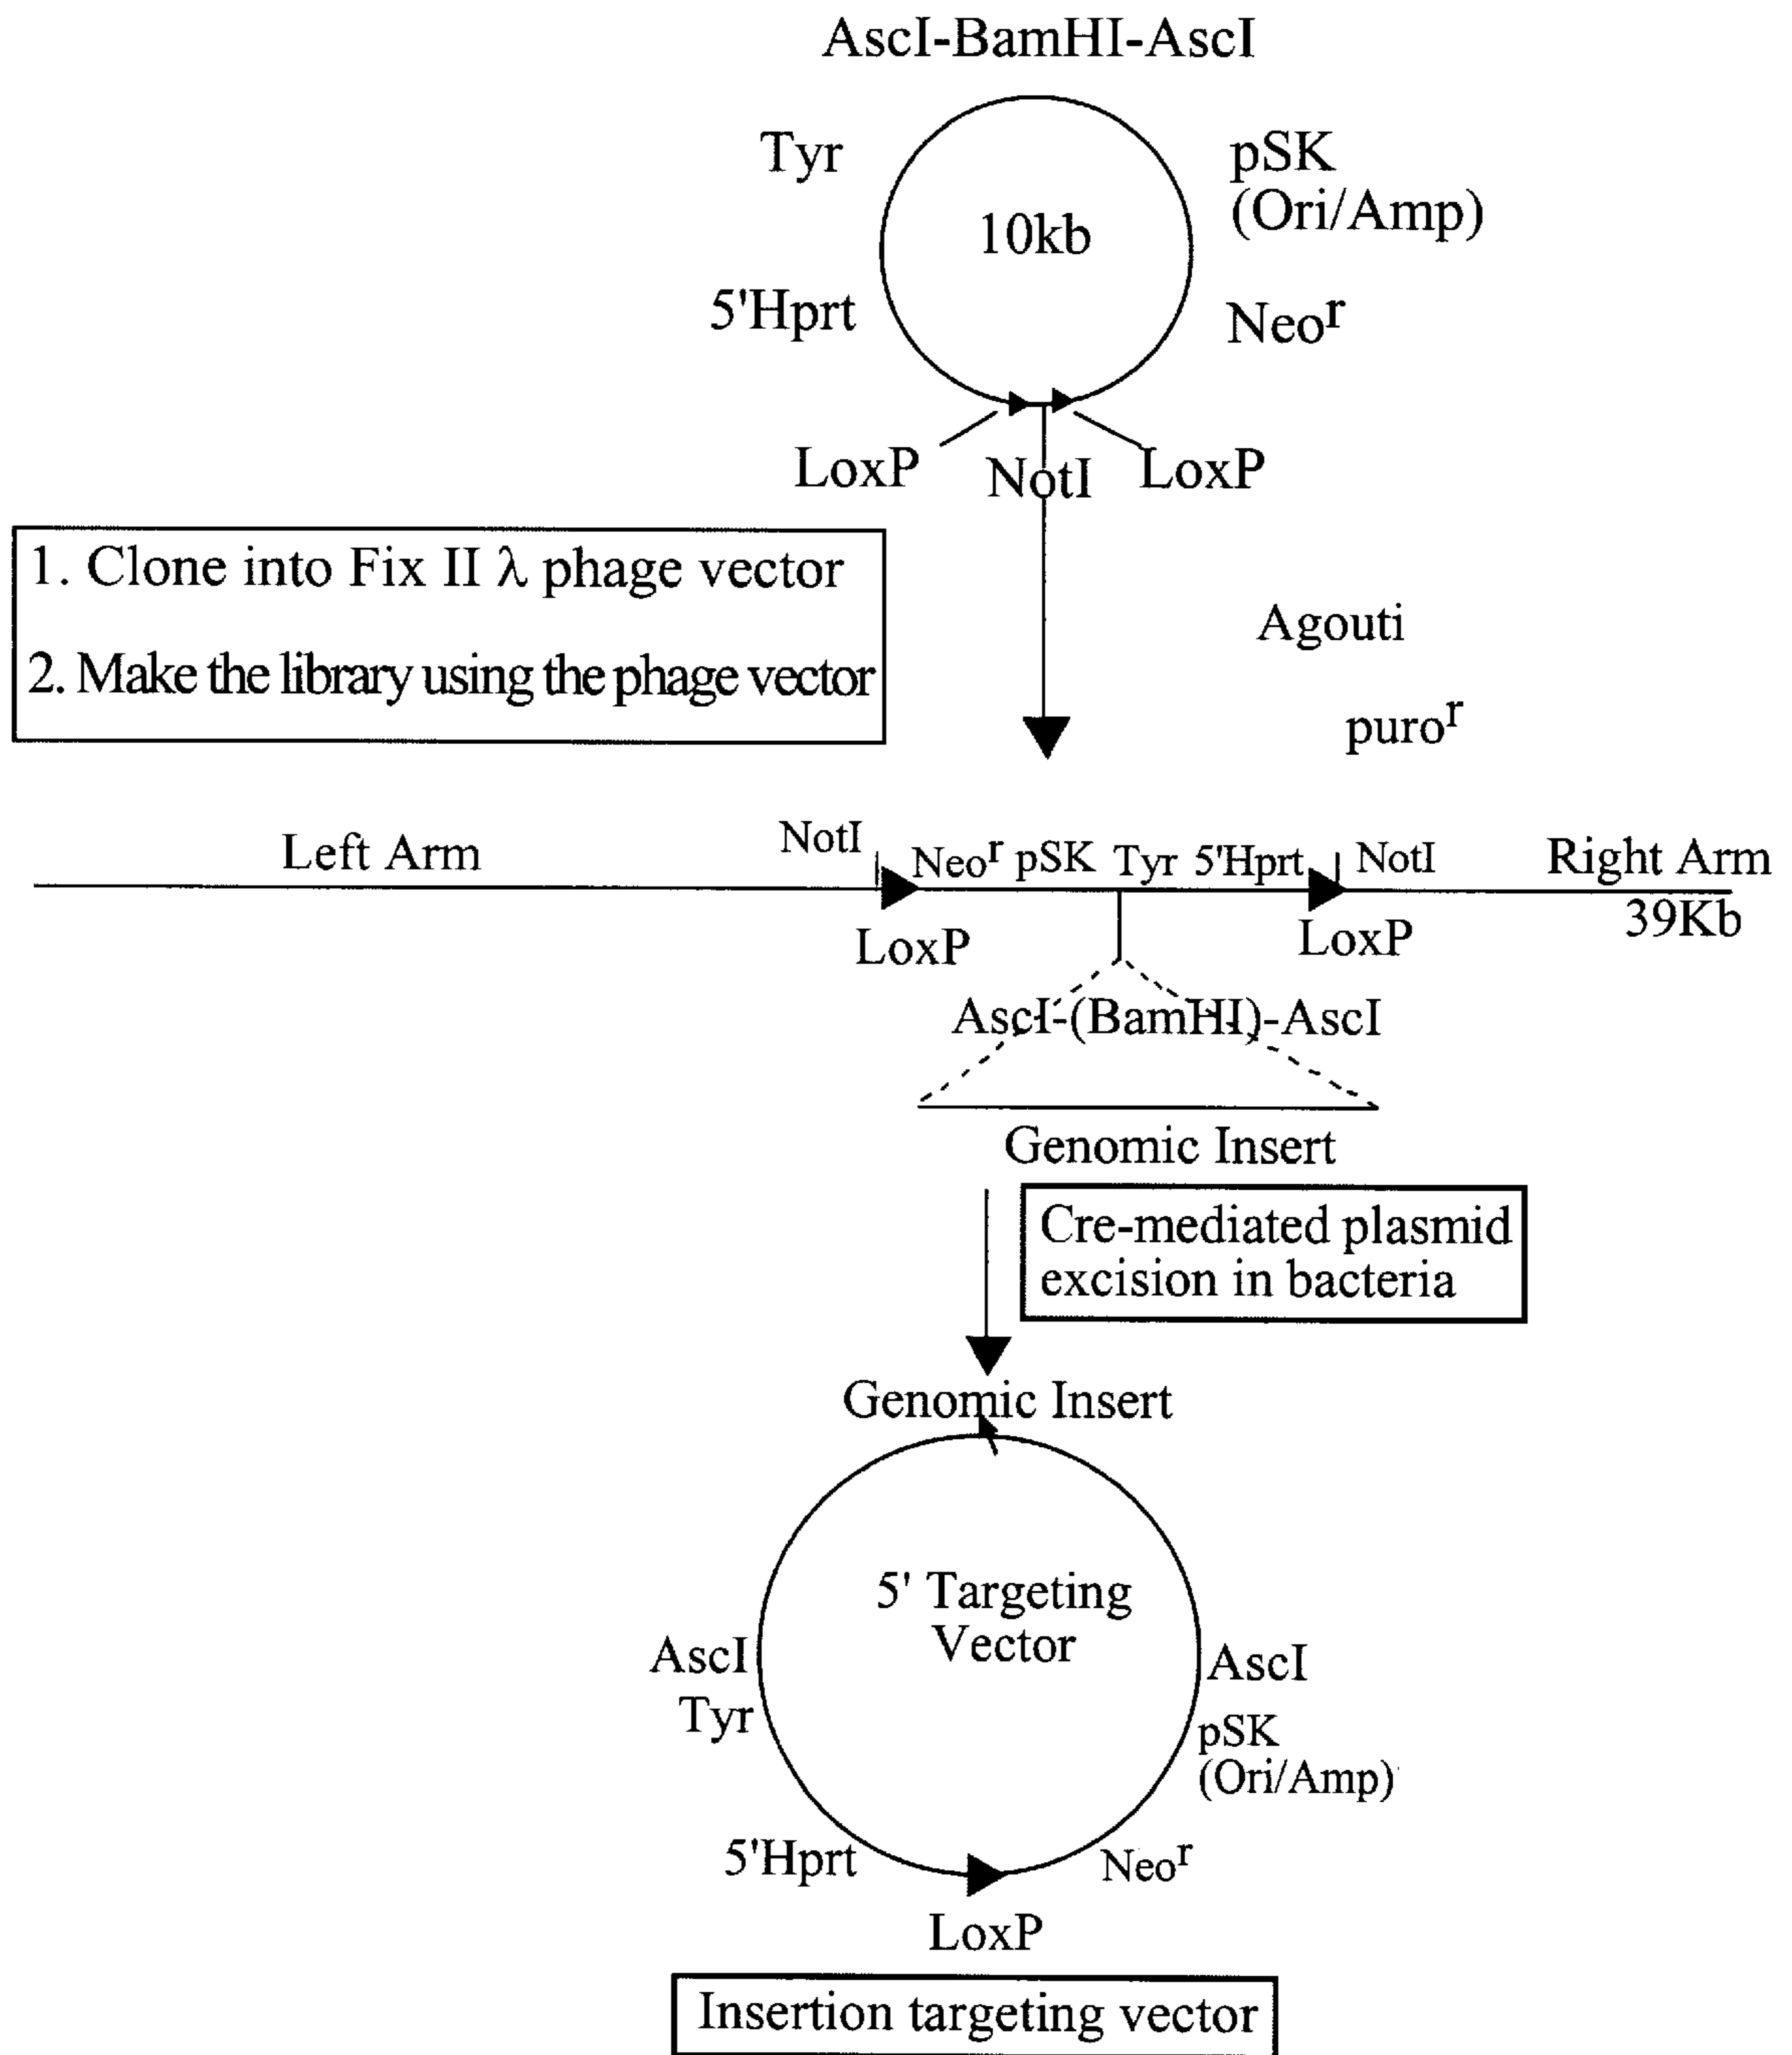 AscI-BamHI-AscI
Tyr
pSK
(Ori/Amp)
10kb
5'Hprt
Neor
LoxP
NotI
LoxP
1. Clone into Fix II λ phage vector
2. Make the library using the phage vector
Agouti
puror
Left Arm
NotI
Neor pSK Tyr 5'Hprt
NotI
Right Arm
39Kb
LoxP
LoxP
AscI-(BamHI)-AscI
Genomic Insert
Cre-mediated plasmid
excision in bacteria
Genomic Insert
5' Targeting
Vector
AscI
AscI
Tyr
pSK
(Ori/Amp)
5'Hprt
Neor
LoxP
Insertion targeting vector